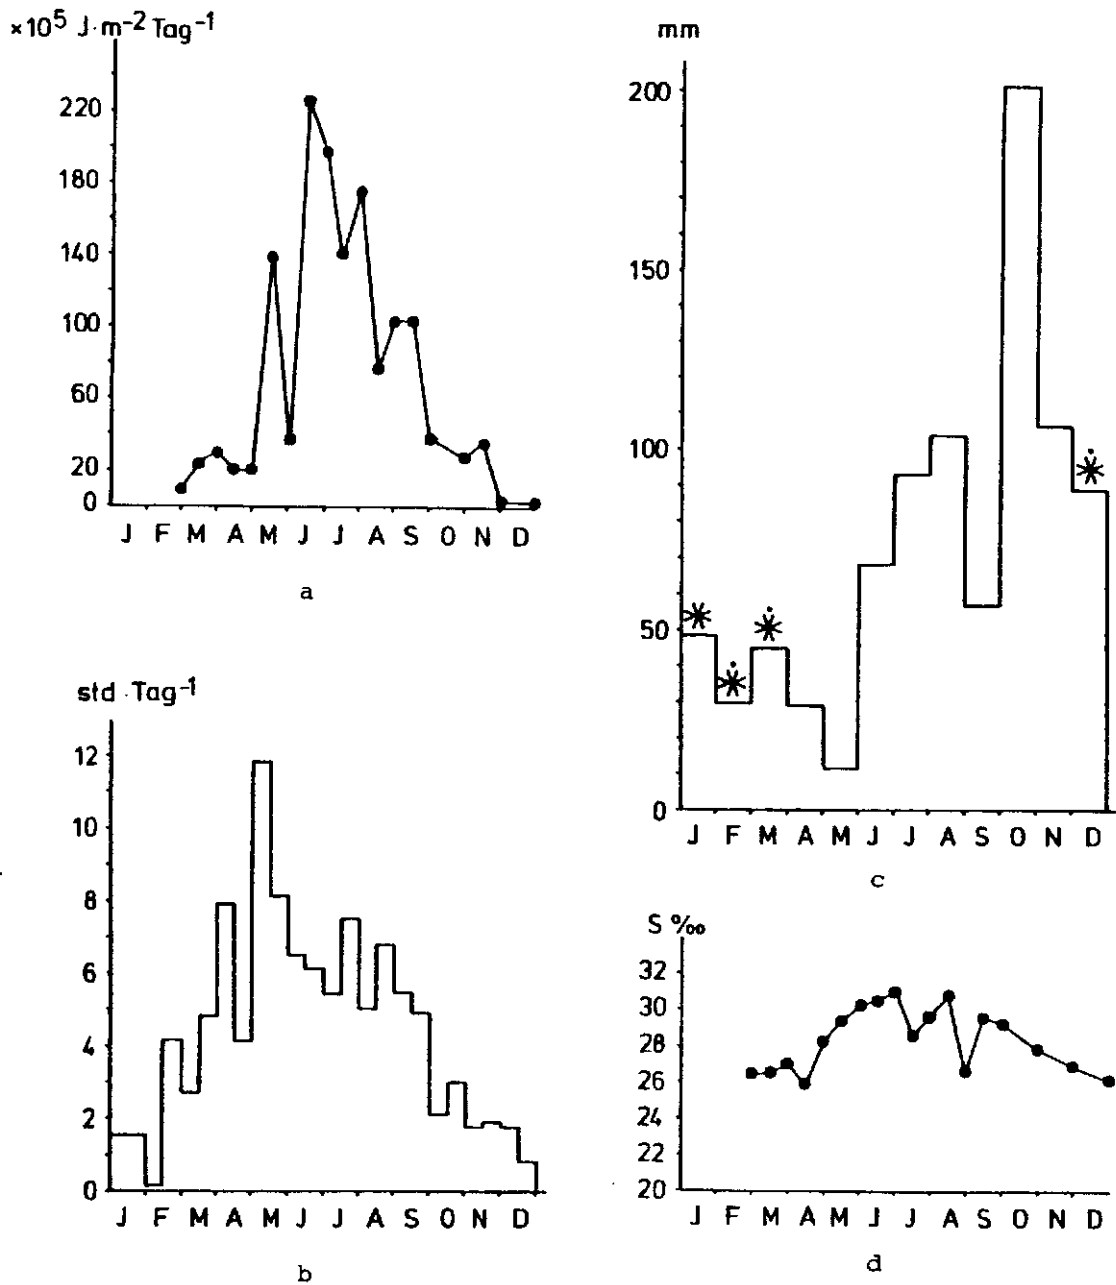 ×10⁵ J·m⁻² Tag⁻¹
220
180
140
100
60
20
0
J F M A M J J A S O N D
a
mm
200
150
100
50
0
J F M A M J J A S O N D
c
std·Tag⁻¹
12
10
8
6
4
2
0
J F M A M J J A S O N D
b
S ‰
32
30
28
26
24
22
20
J F M A M J J A S O N D
d